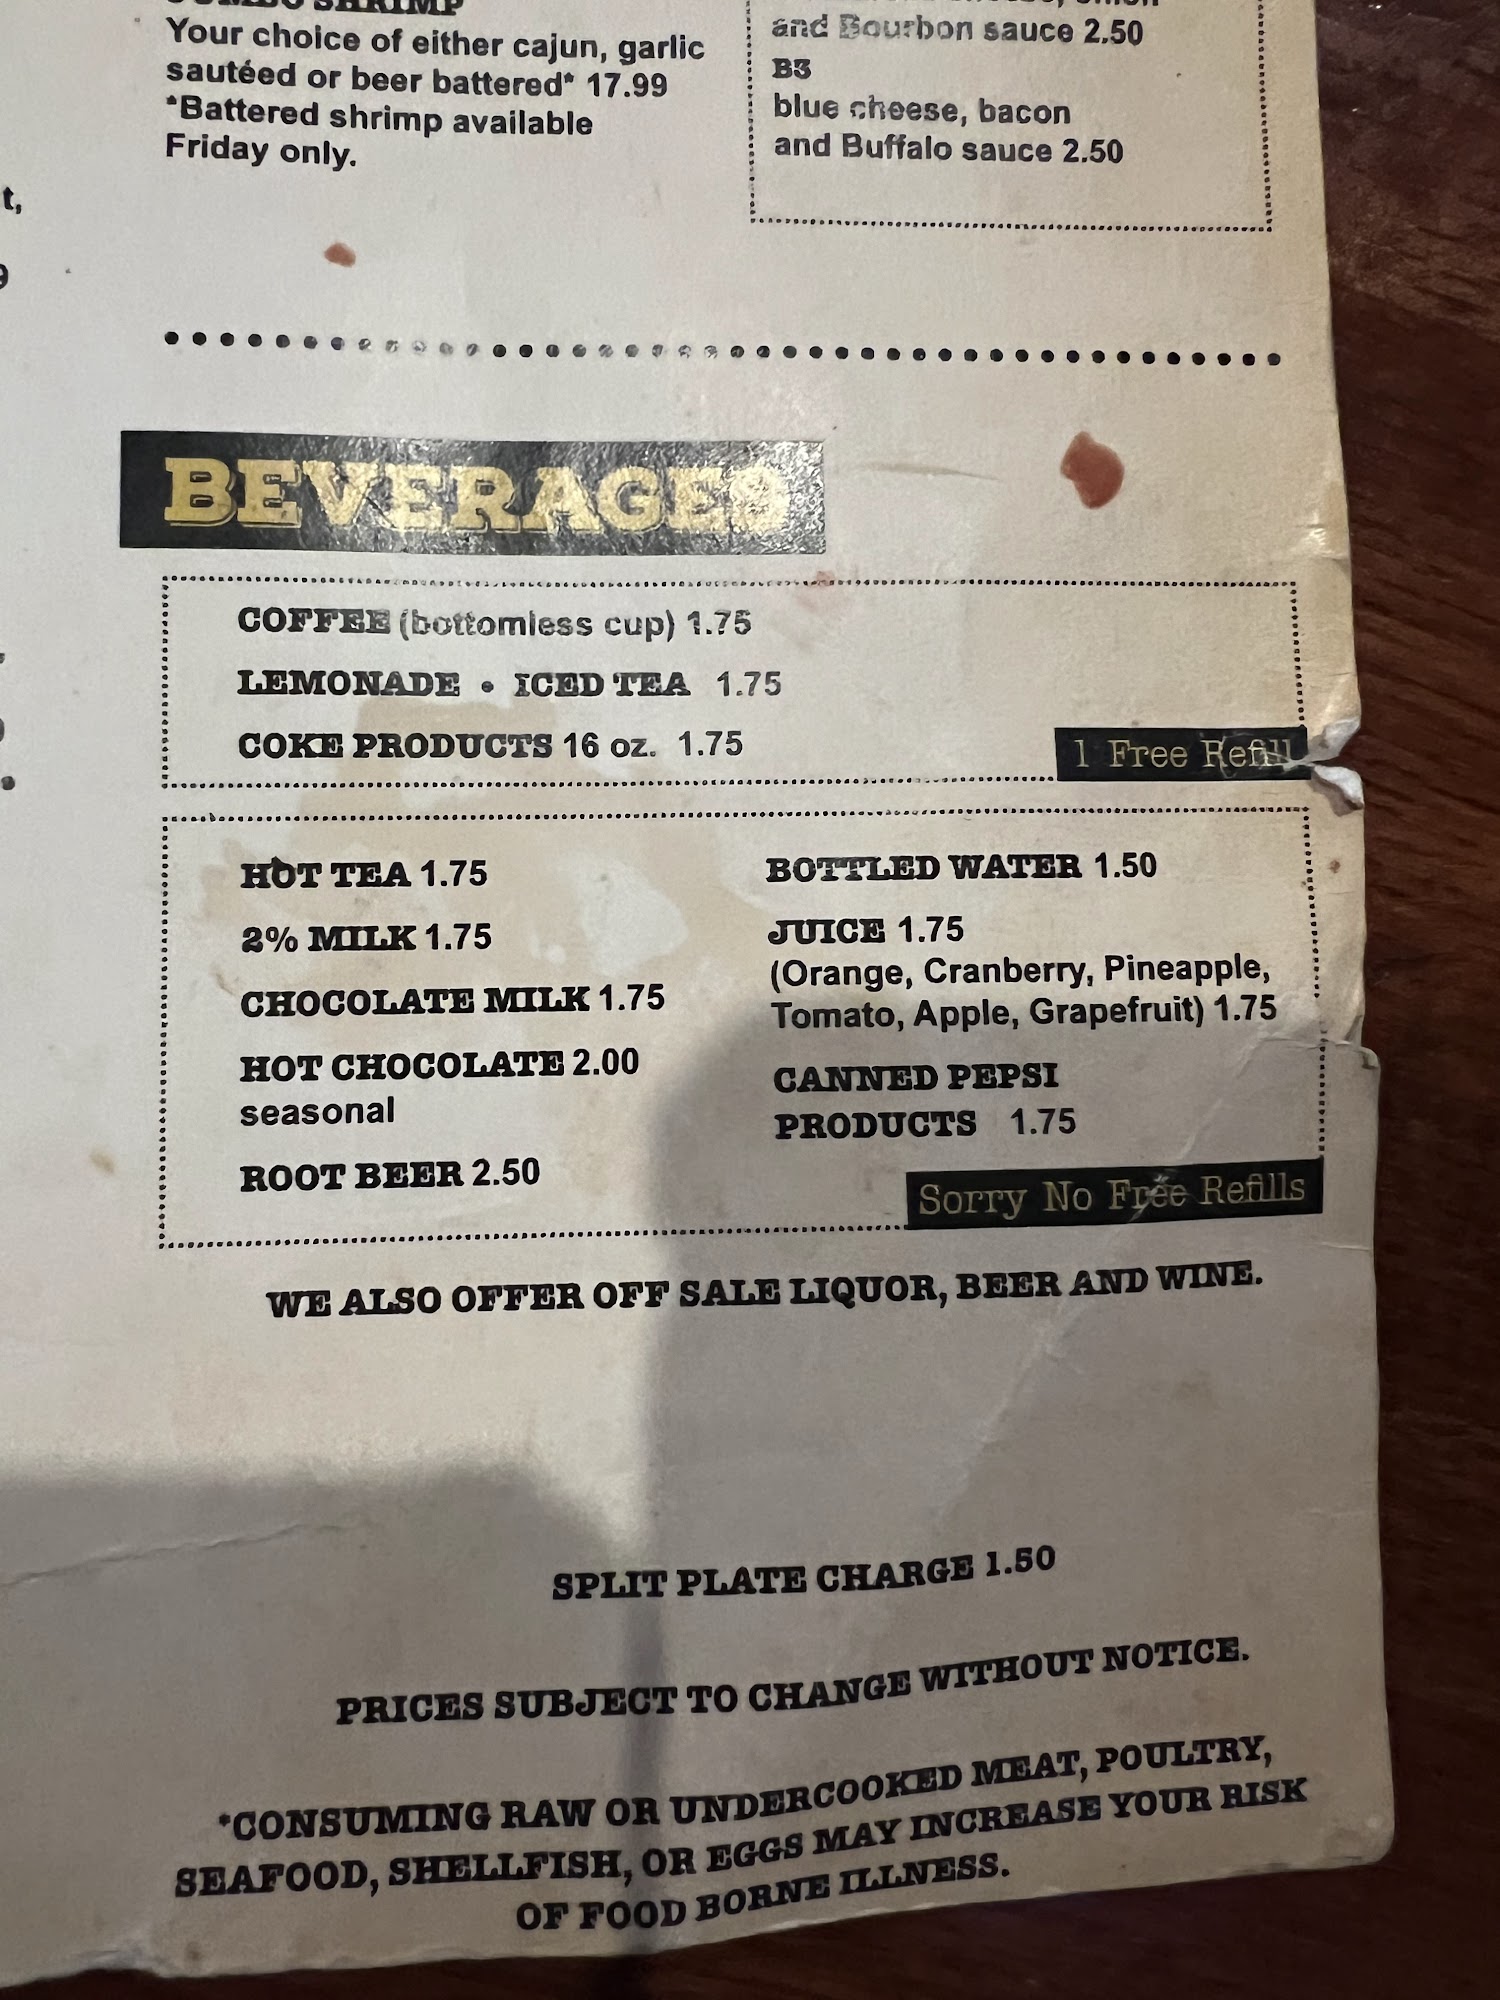 JUMBO SHRIMP
Your choice of either cajun, garlic
sautéed or beer battered* 17.99
*Battered shrimp available
Friday only.
and Bourbon sauce 2.50
B3
blue cheese, bacon
and Buffalo sauce 2.50
BEVERAGES
COFFEE (bottomless cup) 1.75
LEMONADE • ICED TEA 1.75
COKE PRODUCTS 16 oz. 1.75
1 Free Refill
HOT TEA 1.75
2% MILK 1.75
CHOCOLATE MILK 1.75
HOT CHOCOLATE 2.00
seasonal
ROOT BEER 2.50
BOTTLED WATER 1.50
JUICE 1.75
(Orange, Cranberry, Pineapple,
Tomato, Apple, Grapefruit) 1.75
CANNED PEPSI
PRODUCTS 1.75
Sorry No Free Refills
WE ALSO OFFER OFF SALE LIQUOR, BEER AND WINE.
SPLIT PLATE CHARGE 1.50
PRICES SUBJECT TO CHANGE WITHOUT NOTICE.
*CONSUMING RAW OR UNDERCOOKED MEAT, POULTRY,
SEAFOOD, SHELLFISH, OR EGGS MAY INCREASE YOUR RISK
OF FOOD BORNE ILLNESS.